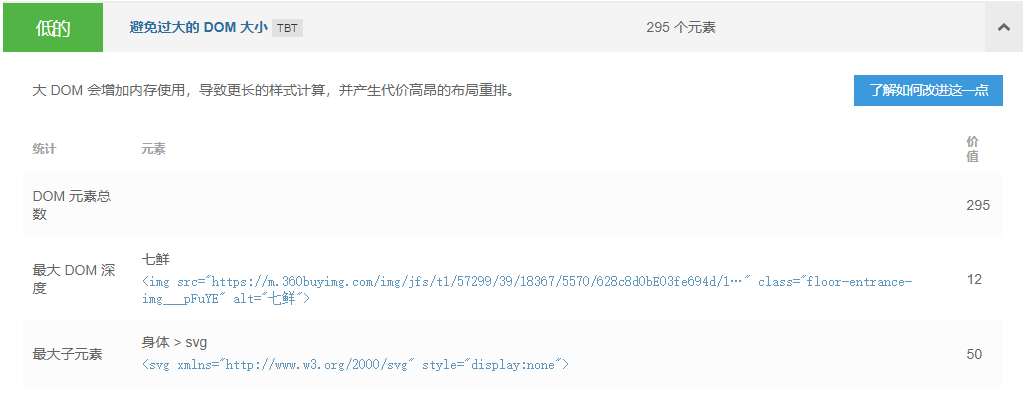 低的
避免过大的 DOM 大小 TBT
295 个元素
大 DOM 会增加内存使用，导致更长的样式计算，并产生代价高昂的布局重排。
了解如何改进这一点
统计
元素
价
值
DOM 元素总
数
295
最大 DOM 深
度
七鲜
<img src="https://m.360buyimg.com/img/jfs/t1/57299/39/18367/5570/628c8d0bE03fe694d/1…" class="floor-entrance-
img___pFuYE" alt="七鲜">
12
最大子元素
身体 > svg
<svg xmlns="http://www.w3.org/2000/svg" style="display:none">
50